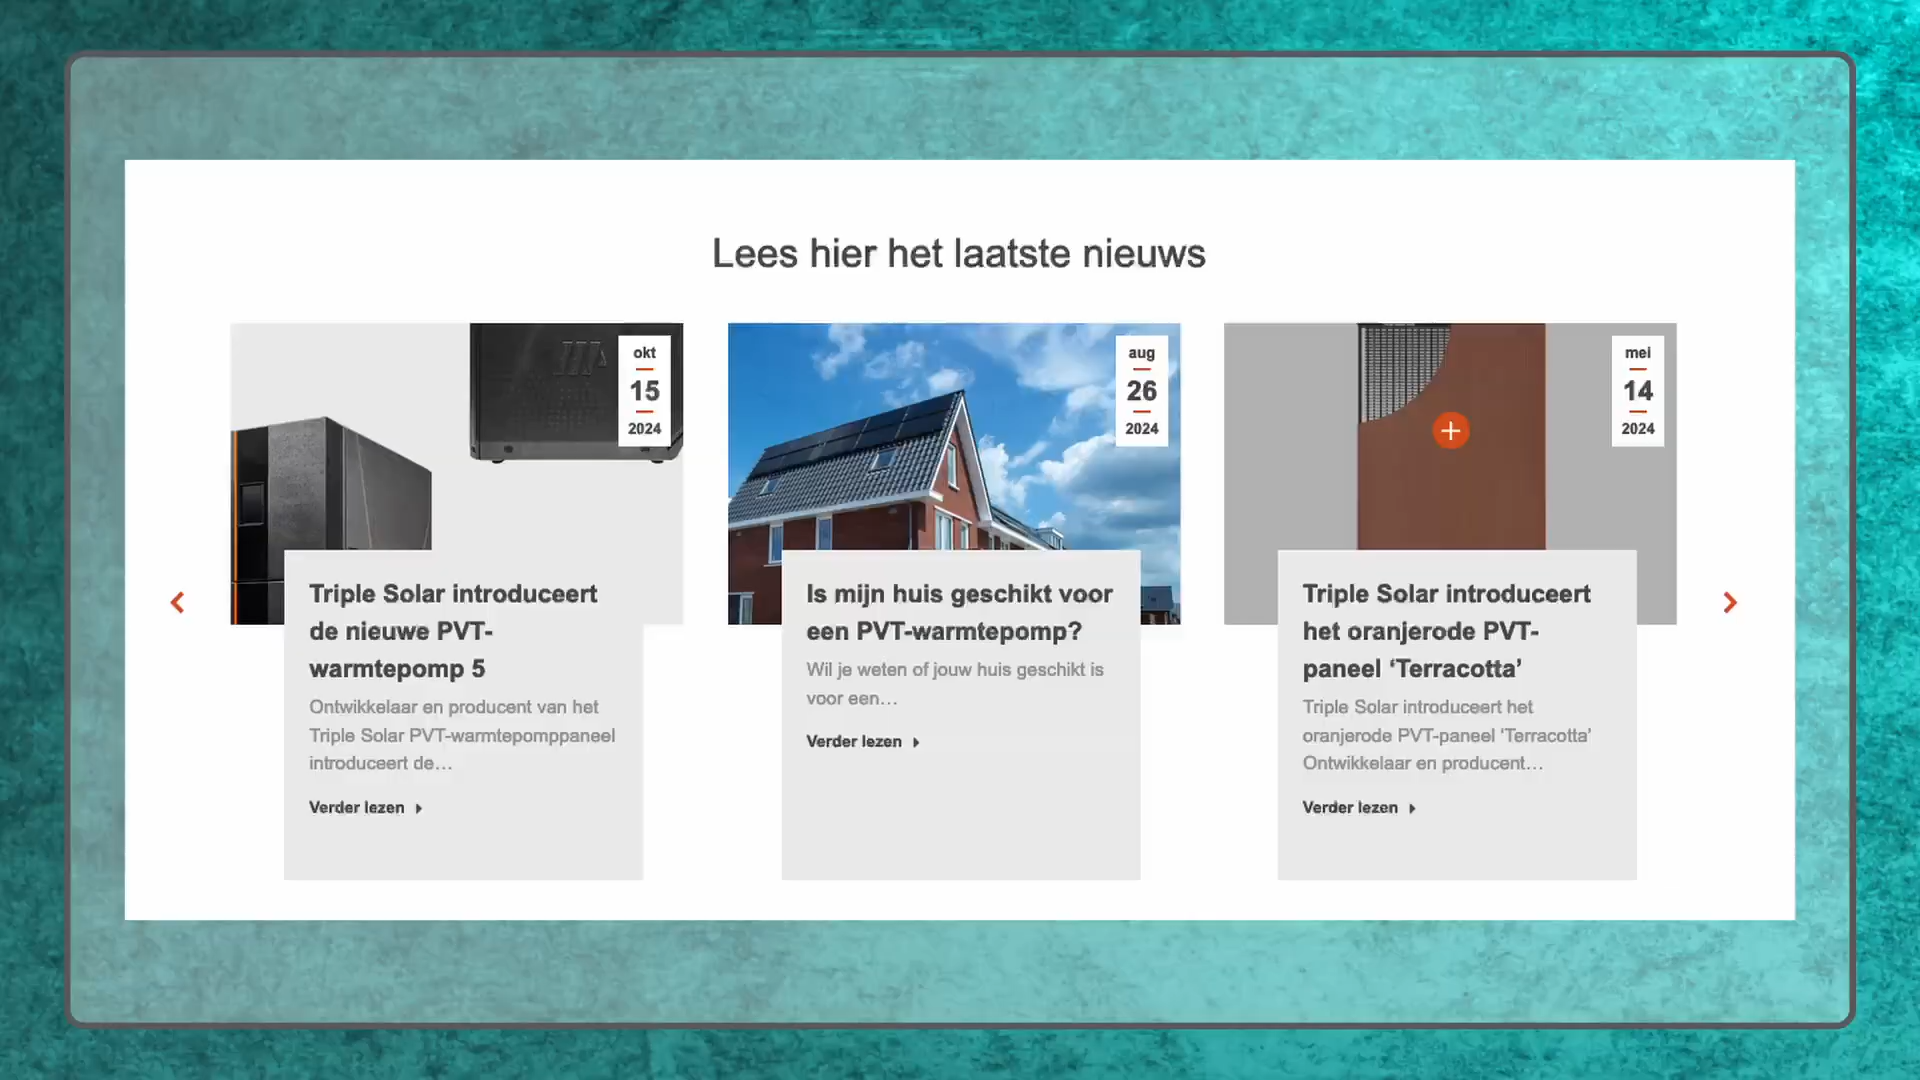 Lees hier het laatste nieuws
okt
15
2024
Triple Solar introduceert
de nieuwe PVT-
warmtepomp 5
Ontwikkelaar en producent van het
Triple Solar PVT-warmtepomppaneel
introduceert de…
Verder lezen
aug
26
2024
Is mijn huis geschikt voor
een PVT-warmtepomp?
Wil je weten of jouw huis geschikt is
voor een…
Verder lezen
mei
14
2024
Triple Solar introduceert
het oranjerode PVT-
paneel ‘Terracotta’
Triple Solar introduceert het
oranjerode PVT-paneel ‘Terracotta’
Ontwikkelaar en producent…
Verder lezen